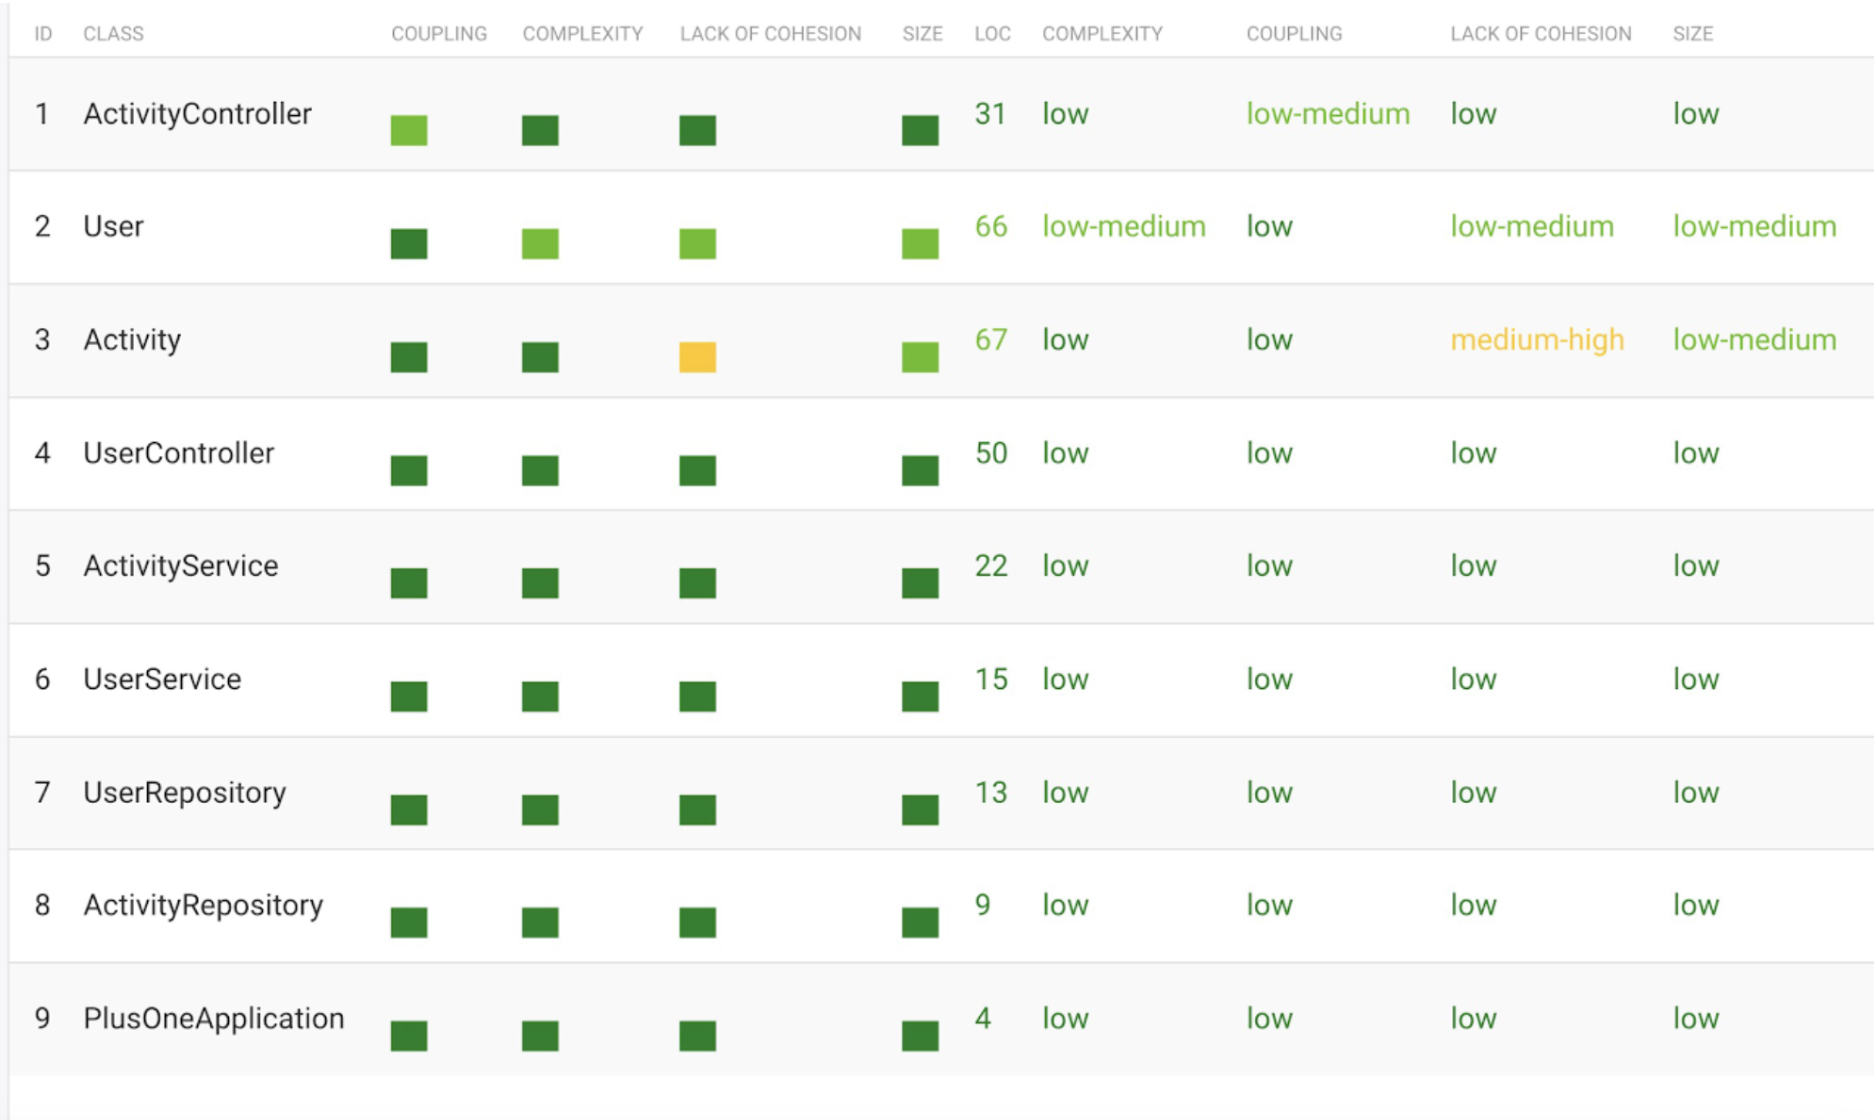 ID CLASS COUPLING COMPLEXITY LACK OF COHESION SIZE LOC COMPLEXITY COUPLING LACK OF COHESION SIZE
1 ActivityController 31 low low-medium low low
2 User 66 low-medium low low-medium low-medium
3 Activity 67 low low medium-high low-medium
4 UserController 50 low low low low
5 ActivityService 22 low low low low
6 UserService 15 low low low low
7 UserRepository 13 low low low low
8 ActivityRepository 9 low low low low
9 PlusOneApplication 4 low low low low